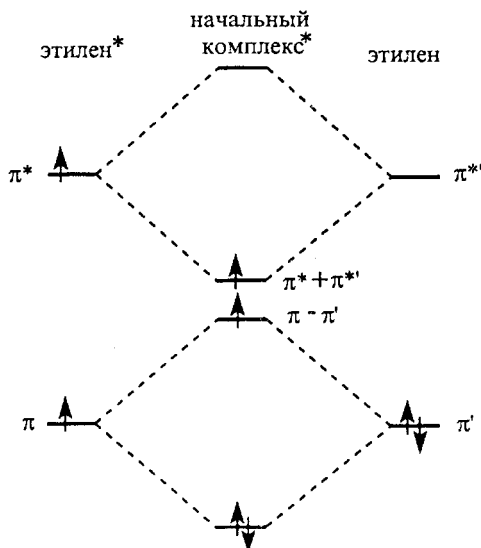 этилен*
начальный
комплекс*
этилен
π*
π*'
π*+π*'
π - π'
π
π'